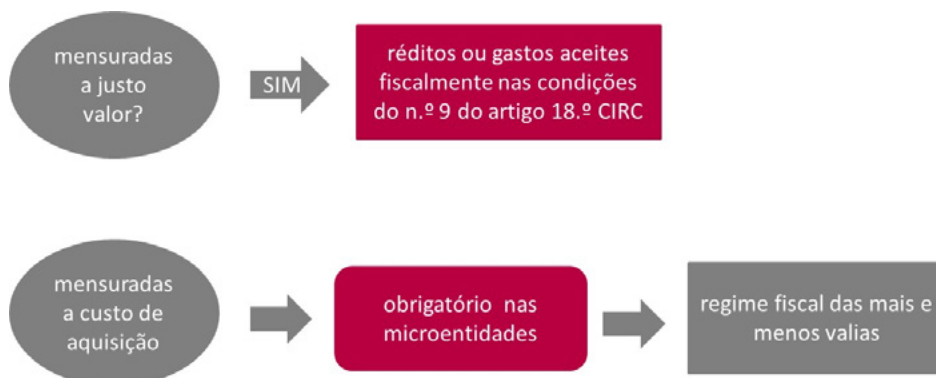 mensuradas
a justo
valor?
SIM
réditos ou gastos aceites
fiscalmente nas condições
do n.º 9 do artigo 18.º CIRC
mensuradas
a custo de
aquisição
obrigatório nas
microentidades
regime fiscal das mais e
menos valias